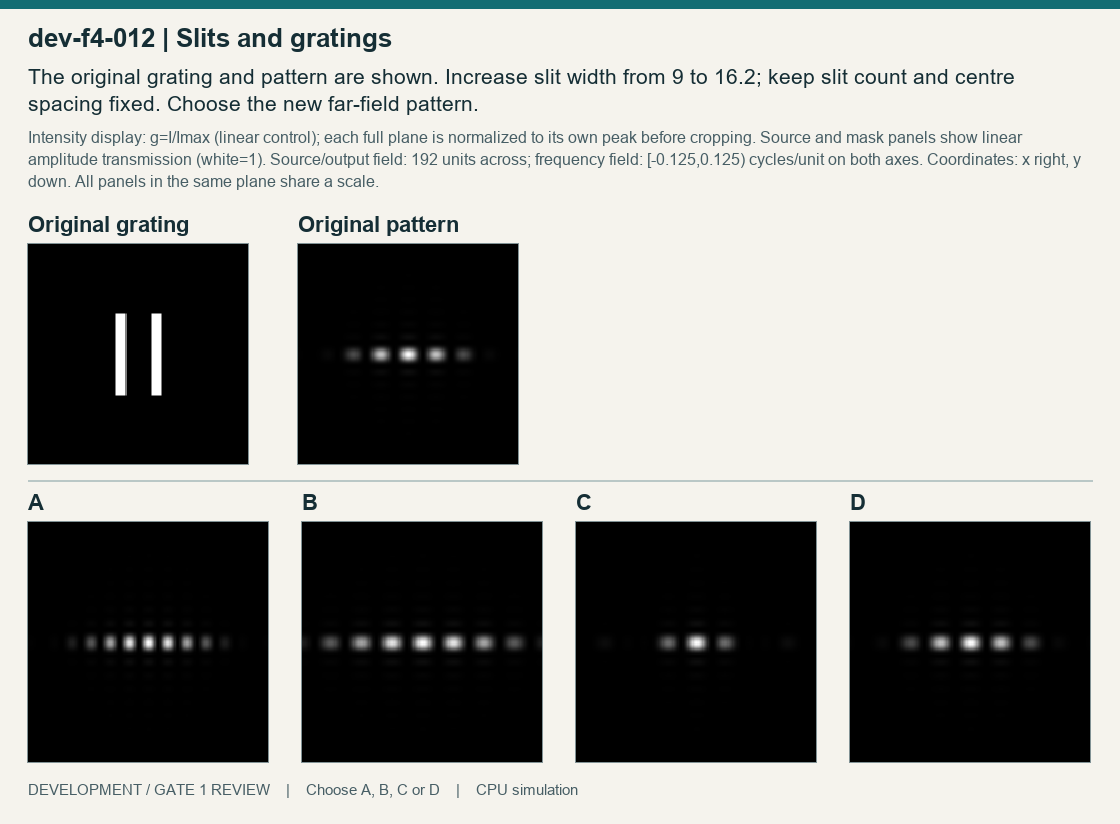 dev-f4-012 | Slits and gratings
The original grating and pattern are shown. Increase slit width from 9 to 16.2; keep slit count and centre
spacing fixed. Choose the new far-field pattern.
Intensity display: g=I/Imax (linear control); each full plane is normalized to its own peak before cropping. Source and mask panels show linear
amplitude transmission (white=1). Source/output field: 192 units across; frequency field: [-0.125,0.125) cycles/unit on both axes. Coordinates: x right, y
down. All panels in the same plane share a scale.
Original grating
Original pattern
A
B
C
D
DEVELOPMENT / GATE 1 REVIEW | Choose A, B, C or D | CPU simulation